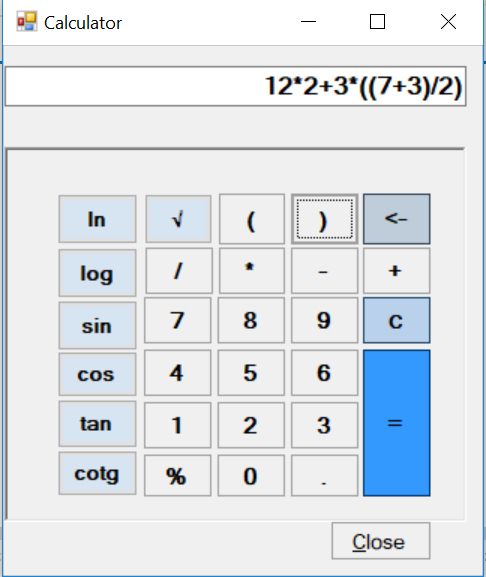 Calculator
12*2+3*((7+3)/2)
ln √ ( ) <-
log / * - +
sin 7 8 9 C
cos 4 5 6
tan 1 2 3 =
cotg % 0 .
Close